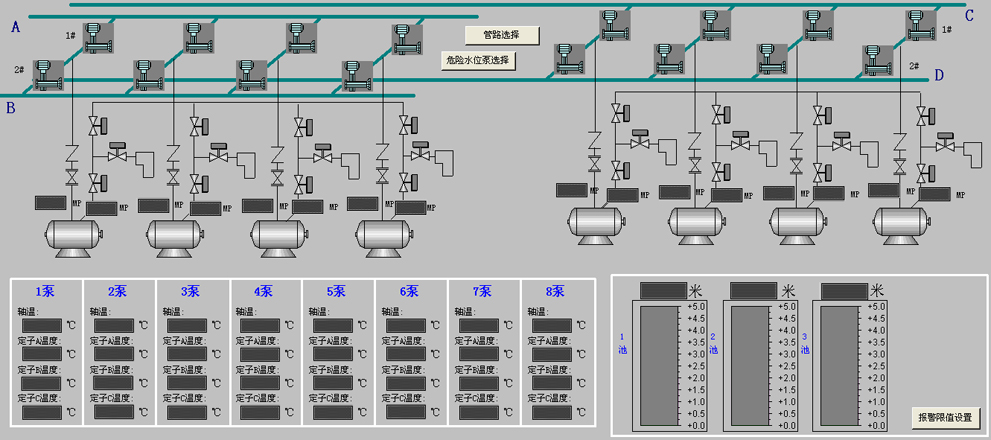 A
C
1#
管路选择
1#
2#
危险水位泵选择
2#
D
B
MP MP MP MP
MP MP MP MP
MP MP MP MP
MP MP MP MP
1泵 2泵 3泵 4泵 5泵 6泵 7泵 8泵
轴温: 轴温: 轴温: 轴温: 轴温: 轴温: 轴温: 轴温:
℃ ℃ ℃ ℃ ℃ ℃ ℃ ℃
定子A温度: 定子A温度: 定子A温度: 定子A温度: 定子A温度: 定子A温度: 定子A温度: 定子A温度:
℃ ℃ ℃ ℃ ℃ ℃ ℃ ℃
定子B温度: 定子B温度: 定子B温度: 定子B温度: 定子B温度: 定子B温度: 定子B温度: 定子B温度:
℃ ℃ ℃ ℃ ℃ ℃ ℃ ℃
定子C温度: 定子C温度: 定子C温度: 定子C温度: 定子C温度: 定子C温度: 定子C温度: 定子C温度:
℃ ℃ ℃ ℃ ℃ ℃ ℃ ℃
米 米 米
1池
+5.0
+4.5
+4.0
+3.5
+3.0
+2.5
+2.0
+1.5
+1.0
+0.5
+0.0
2池
+5.0
+4.5
+4.0
+3.5
+3.0
+2.5
+2.0
+1.5
+1.0
+0.5
+0.0
3池
+5.0
+4.5
+4.0
+3.5
+3.0
+2.5
+2.0
+1.5
+1.0
+0.5
+0.0
报警限值设置